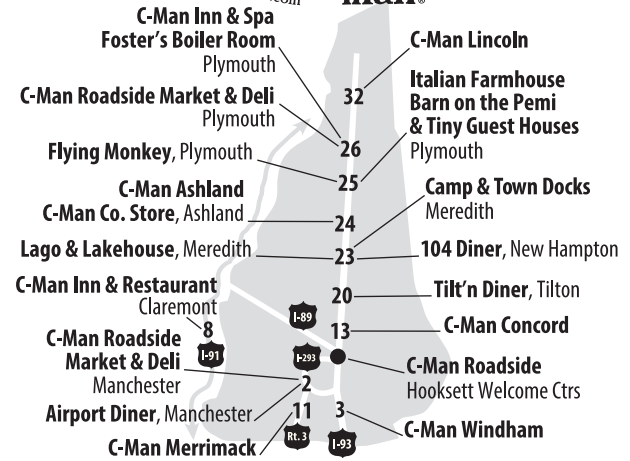 C-Man Inn & Spa
Foster's Boiler Room
Plymouth
C-Man Roadside Market & Deli
Plymouth
Flying Monkey, Plymouth
C-Man Ashland
C-Man Co. Store, Ashland
Lago & Lakehouse, Meredith
C-Man Inn & Restaurant
Claremont
C-Man Roadside
Market & Deli
Manchester
Airport Diner, Manchester
C-Man Merrimack
32
26
25
24
23
20
13
8
2
11
3
I-89
I-91
I-293
Rt. 3
I-93
C-Man Lincoln
Italian Farmhouse
Barn on the Pemi
& Tiny Guest Houses
Plymouth
Camp & Town Docks
Meredith
104 Diner, New Hampton
Tilt'n Diner, Tilton
C-Man Concord
C-Man Roadside
Hooksett Welcome Ctrs
C-Man Windham